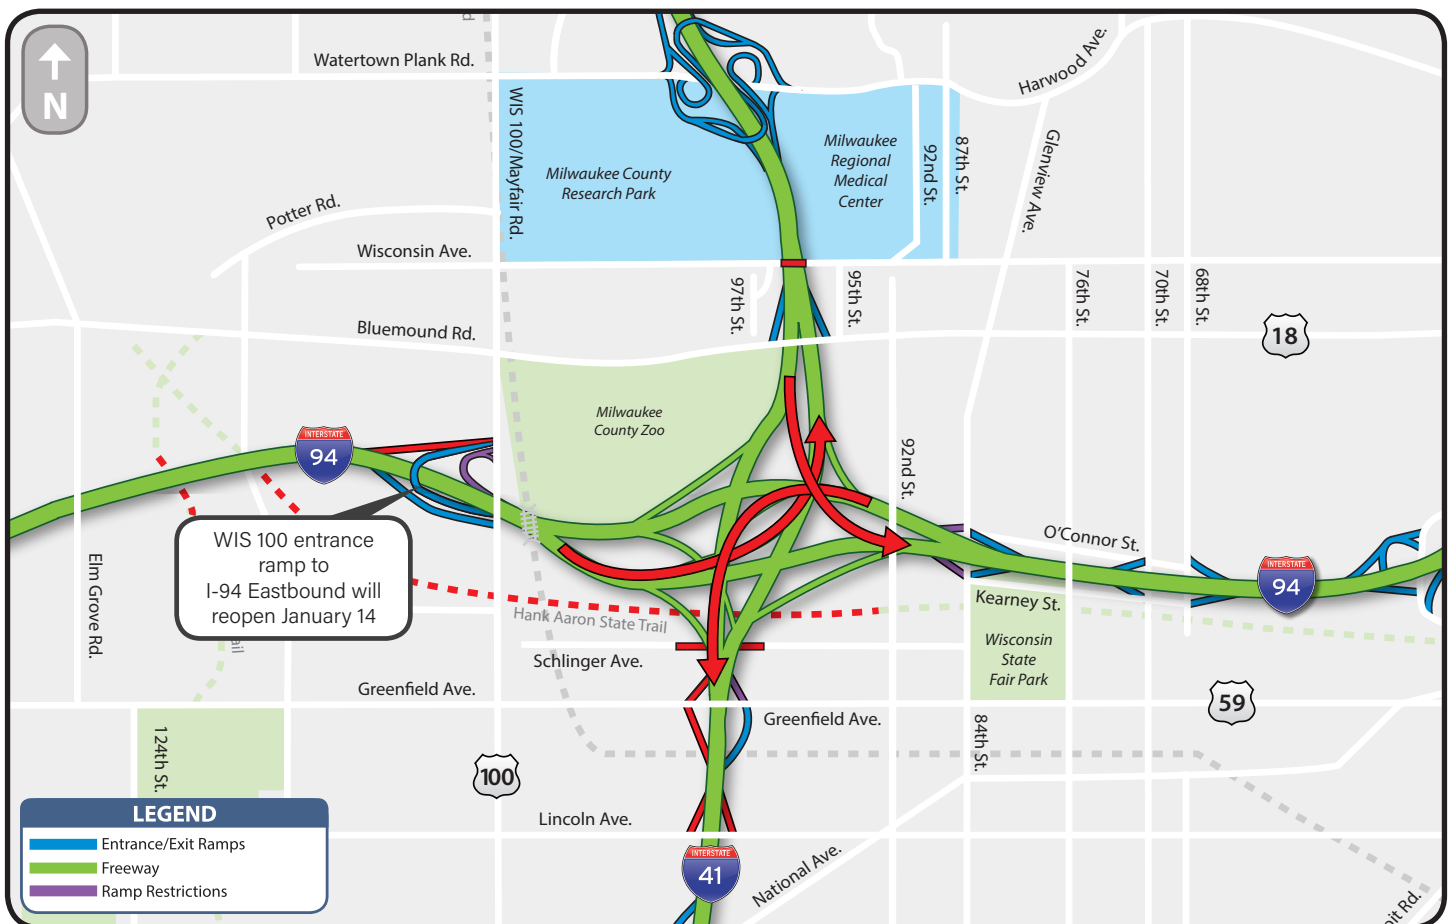 N
Watertown Plank Rd.
Harwood Ave.
WIS 100/Mayfair Rd.
Milwaukee County
Research Park
Milwaukee
Regional
Medical
Center
92nd St.
87th St.
Glenview Ave.
Potter Rd.
Wisconsin Ave.
97th St.
95th St.
76th St.
70th St.
68th St.
Bluemound Rd.
18
Milwaukee
County Zoo
INTERSTATE
94
92nd St.
WIS 100 entrance
ramp to
I-94 Eastbound will
reopen January 14
O'Connor St.
INTERSTATE
94
Elm Grove Rd.
Kearney St.
Hank Aaron State Trail
Schlinger Ave.
Wisconsin
State
Fair Park
Greenfield Ave.
59
Greenfield Ave.
124th St.
84th St.
100
LEGEND
Entrance/Exit Ramps
Freeway
Ramp Restrictions
Lincoln Ave.
INTERSTATE
41
National Ave.